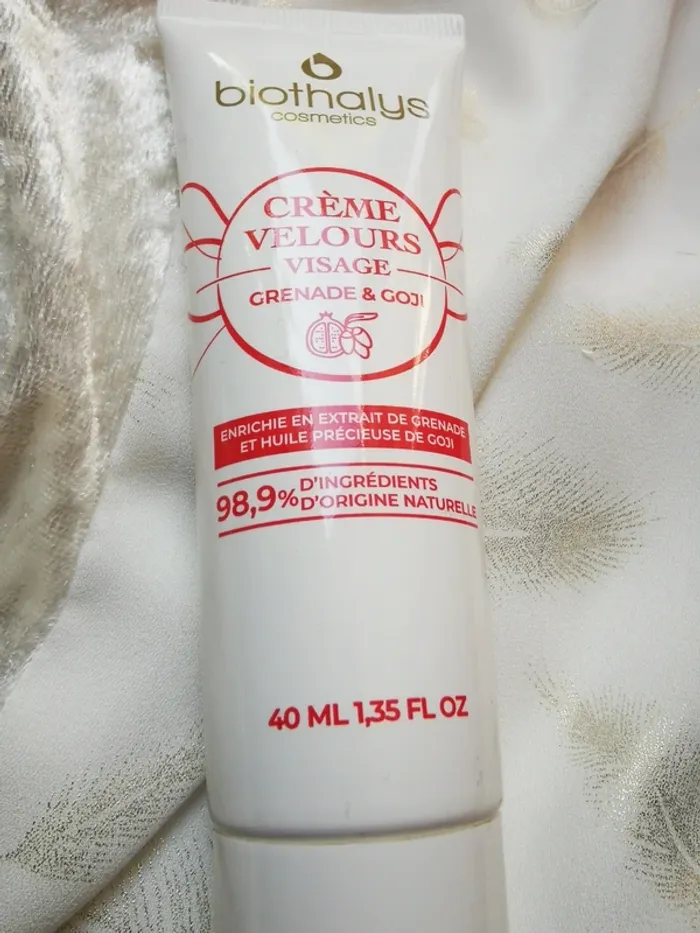 biothalys
cosmetics
CRÈME
VELOURS
VISAGE
GRENADE & GOJI
ENRICHIE EN EXTRAIT DE GRENADE
ET HUILE PRÉCIEUSE DE GOJI
98,9% D'INGRÉDIENTS
D'ORIGINE NATURELLE
40 ML 1,35 FL OZ